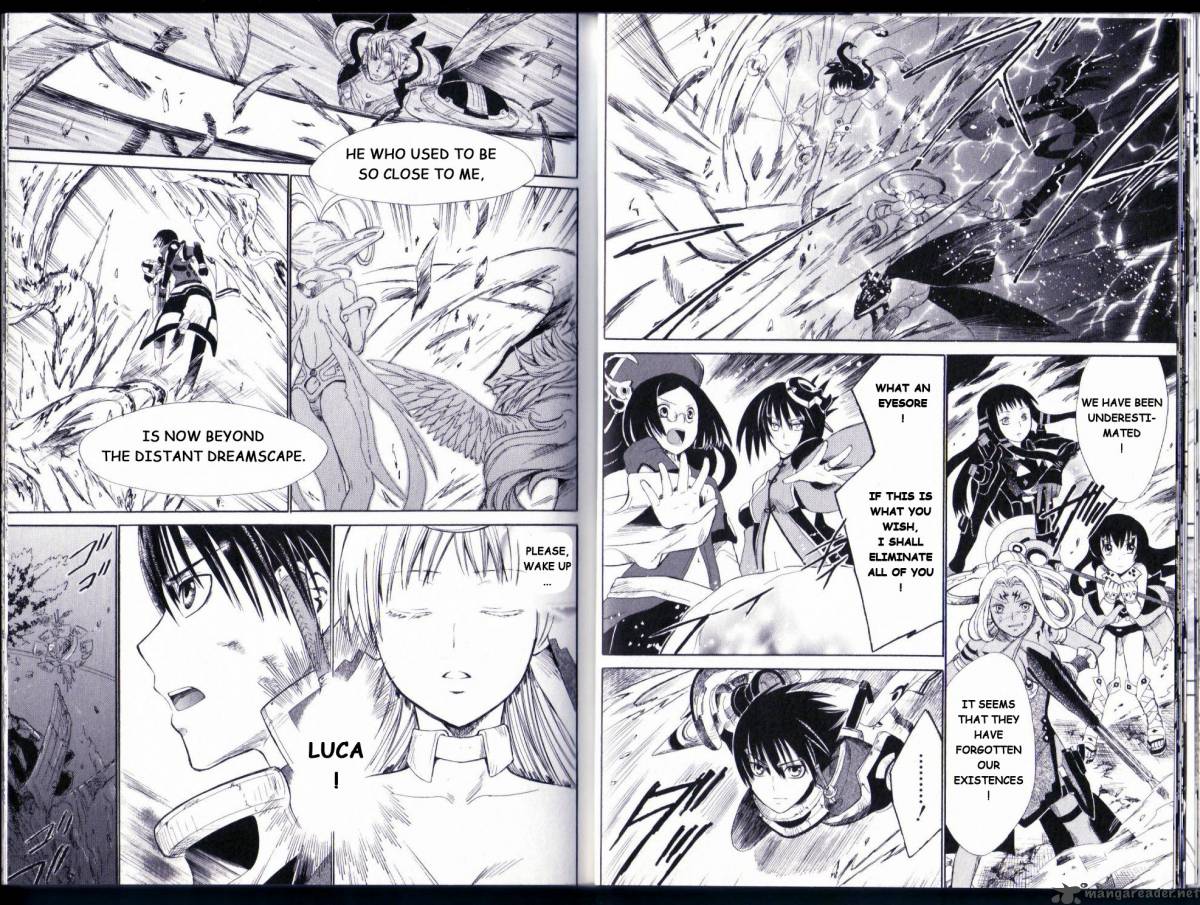 WE HAVE BEEN
UNDERESTI-
MATED
!
IT SEEMS
THAT THEY
HAVE
FORGOTTEN
OUR
EXISTENCES
!
WHAT AN
EYESORE
!
IF THIS IS
WHAT YOU
WISH,
I SHALL
ELIMINATE
ALL OF YOU
!
........!
HE WHO USED TO BE
SO CLOSE TO ME,
IS NOW BEYOND
THE DISTANT DREAMSCAPE.
PLEASE,
WAKE UP
...
LUCA
!
mangareader.net